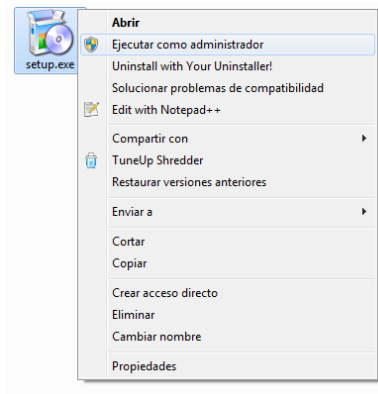 setup.exe
Abrir
Ejecutar como administrador
Uninstall with Your Uninstaller!
Solucionar problemas de compatibilidad
Edit with Notepad++
Compartir con
TuneUp Shredder
Restaurar versiones anteriores
Enviar a
Cortar
Copiar
Crear acceso directo
Eliminar
Cambiar nombre
Propiedades